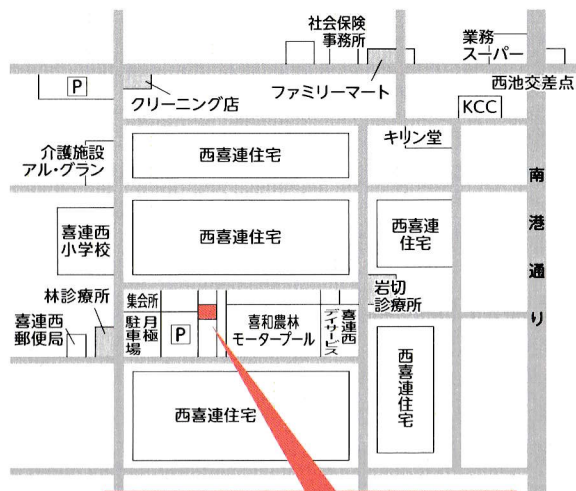 社会保険
事務所
業務
スーパー
P
クリーニング店
ファミリーマート
西池交差点
KCC
介護施設
アル・グラン
西喜連住宅
キリン堂
南港通り
喜連西
小学校
西喜連住宅
西喜連
住宅
林診療所
集会所
岩切
診療所
喜連西
郵便局
月極
駐車場
P
喜和農林
モータープール
喜連西
デイサービス
西喜連住宅
西喜連住宅